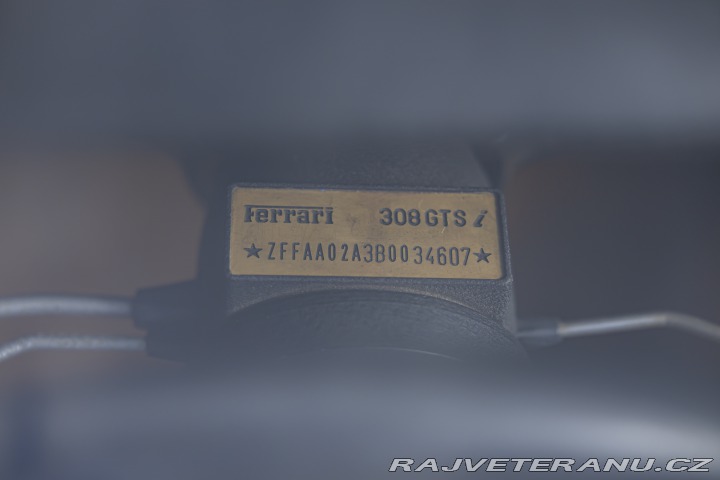 Ferrari 308 GTS i
★ZFFAA02A3B0034607★
RAJVETERANU.CZ